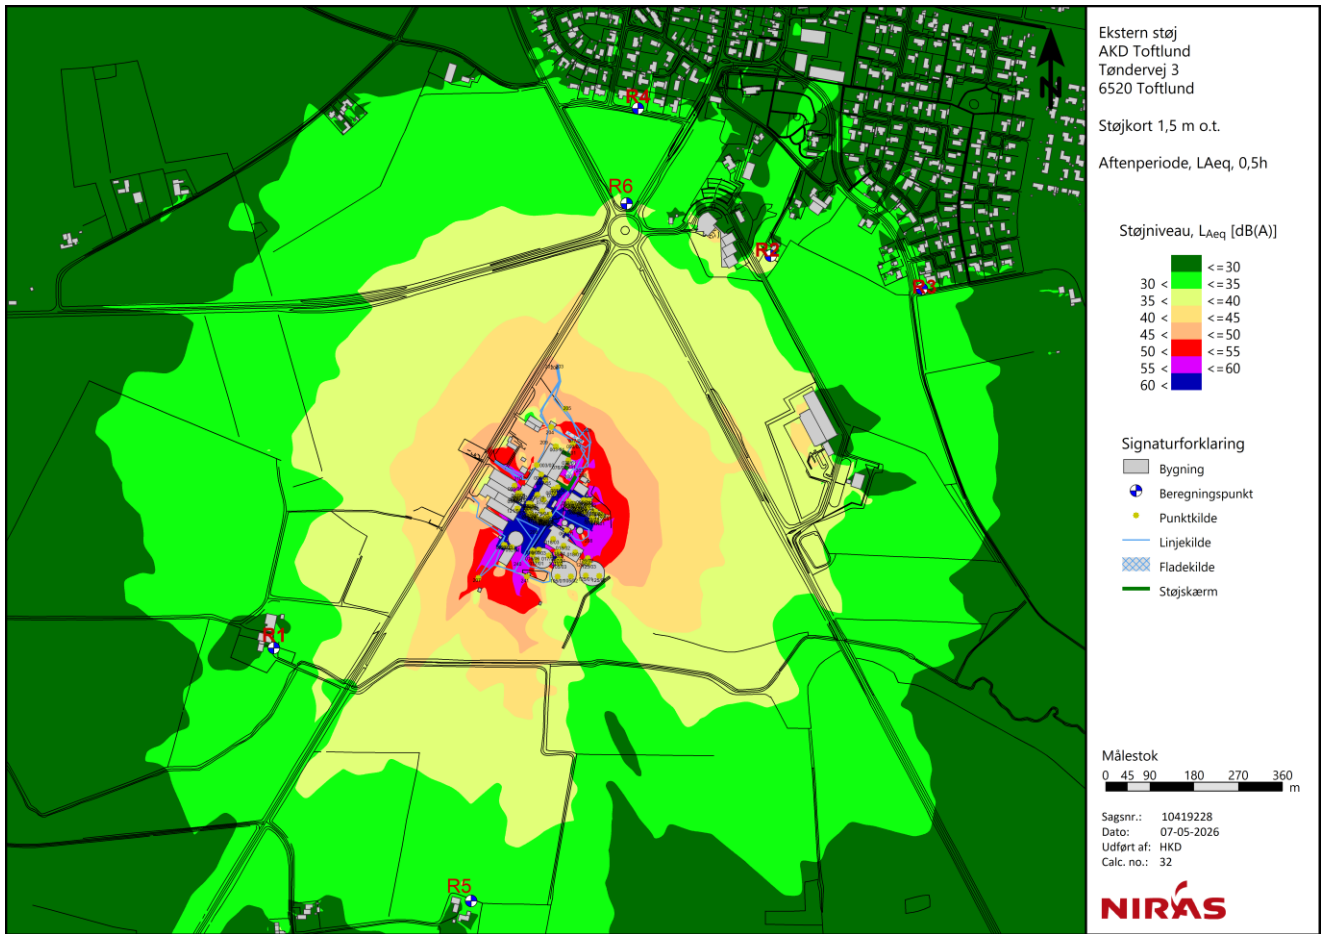 R4
R6
R2
R3
R1
R5
N
Ekstern støj
AKD Toftlund
Tøndervej 3
6520 Toftlund
Støjkort 1,5 m o.t.
Aftenperiode, LAeq, 0,5h
Støjniveau, LAeq [dB(A)]
<=30
30 < <=35
35 < <=40
40 < <=45
45 < <=50
50 < <=55
55 < <=60
60 <
Signaturforklaring
Bygning
Beregningspunkt
Punktkilde
Linjekilde
Fladekilde
Støjskærm
Målestok
0 45 90 180 270 360
m
Sagsnr.: 10419228
Dato: 07-05-2026
Udført af: HKD
Calc. no.: 32
NIRAS